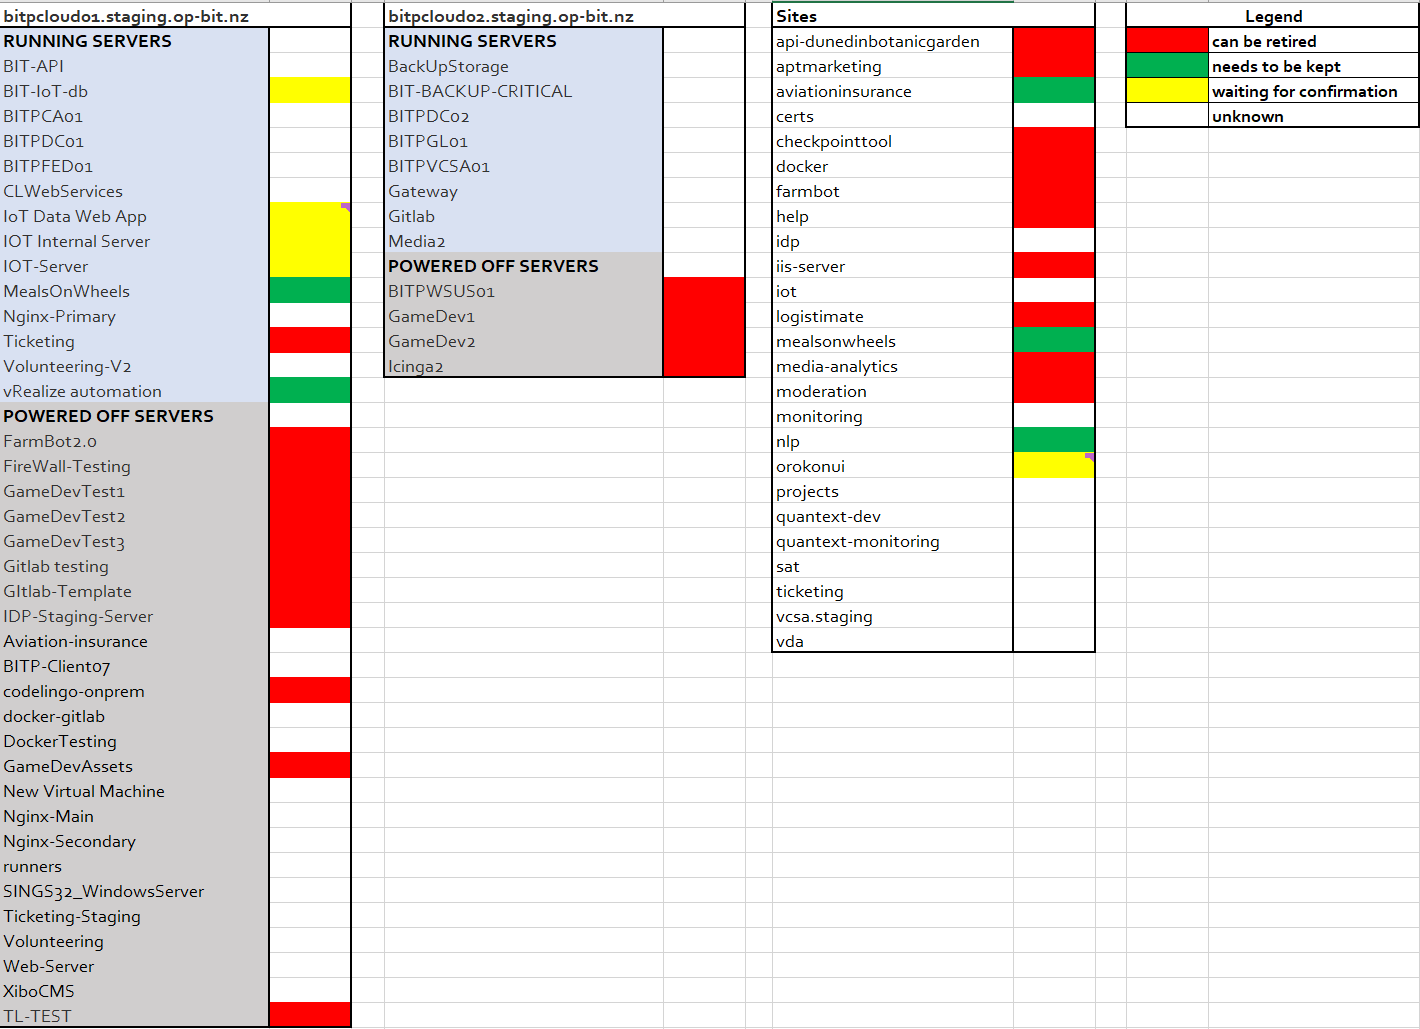 bitpcloud01.staging.op-bit.nz
RUNNING SERVERS
BIT-API
BIT-IoT-db
BITPCA01
BITPDC01
BITPFED01
CLWebServices
IoT Data Web App
IOT Internal Server
IOT-Server
MealsOnWheels
Nginx-Primary
Ticketing
Volunteering-V2
vRealize automation
POWERED OFF SERVERS
FarmBot2.0
FireWall-Testing
GameDevTest1
GameDevTest2
GameDevTest3
Gitlab testing
GItlab-Template
IDP-Staging-Server
Aviation-insurance
BITP-Client07
codelingo-onprem
docker-gitlab
DockerTesting
GameDevAssets
New Virtual Machine
Nginx-Main
Nginx-Secondary
runners
SINGS32_WindowsServer
Ticketing-Staging
Volunteering
Web-Server
XiboCMS
TL-TEST
bitpcloud02.staging.op-bit.nz
RUNNING SERVERS
BackUpStorage
BIT-BACKUP-CRITICAL
BITPDC02
BITPGL01
BITPVCSA01
Gateway
Gitlab
Media2
POWERED OFF SERVERS
BITPWSUS01
GameDev1
GameDev2
Icinga2
Sites
api-dunedinbotanicgarden
aptmarketing
aviationinsurance
certs
checkpointtool
docker
farmbot
help
idp
iis-server
iot
logistimate
mealsonwheels
media-analytics
moderation
monitoring
nlp
orokonui
projects
quantext-dev
quantext-monitoring
sat
ticketing
vcsa.staging
vda
Legend
can be retired
needs to be kept
waiting for confirmation
unknown